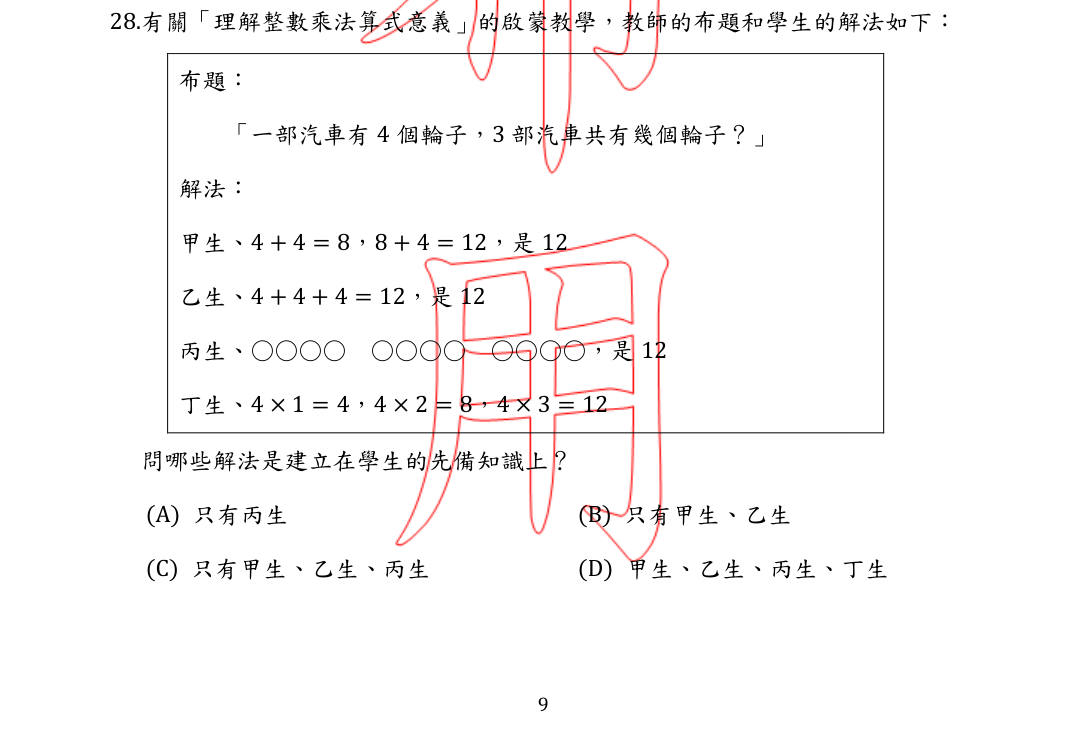 28.有關「理解整數乘法算式意義」的啟蒙教學，教師的布題和學生的解法如下：
布題：
「一部汽車有 4 個輪子，3 部汽車共有幾個輪子？」
解法：
甲生、4 + 4 = 8，8 + 4 = 12，是 12
乙生、4 + 4 + 4 = 12，是 12
丙生、○○○○ ○○○○ ○○○○，是 12
丁生、4 × 1 = 4，4 × 2 = 8，4 × 3 = 12
問哪些解法是建立在學生的先備知識上？
(A) 只有丙生 (B) 只有甲生、乙生
(C) 只有甲生、乙生、丙生 (D) 甲生、乙生、丙生、丁生
用
9